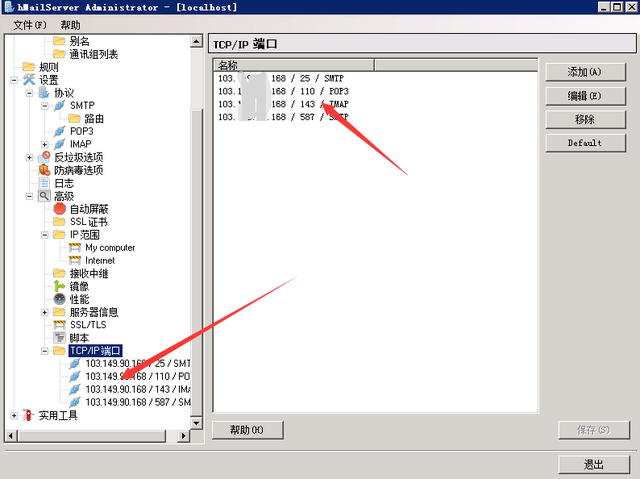 hMailServer Administrator - [localhost]
文件(F) 帮助
别名
通讯组列表
规则
设置
协议
SMTP
路由
POP3
IMAP
反垃圾选项
防病毒选项
日志
高级
自动屏蔽
SSL 证书
IP 范围
My computer
Internet
接收中继
镜像
性能
服务器信息
SSL/TLS
脚本
TCP/IP 端口
103.149.90.168 / 25 / SMT
103.149.90.168 / 110 / PO
103.149.90.168 / 143 / IMA
103.149.90.168 / 587 / SM
实用工具
TCP/IP 端口
名称
103. .168 / 25 / SMTP
103. .168 / 110 / POP3
103. .168 / 143 / IMAP
103. .168 / 587 / SMTP
添加(A)
编辑(E)
移除
Default
帮助(H)
保存(S)
退出